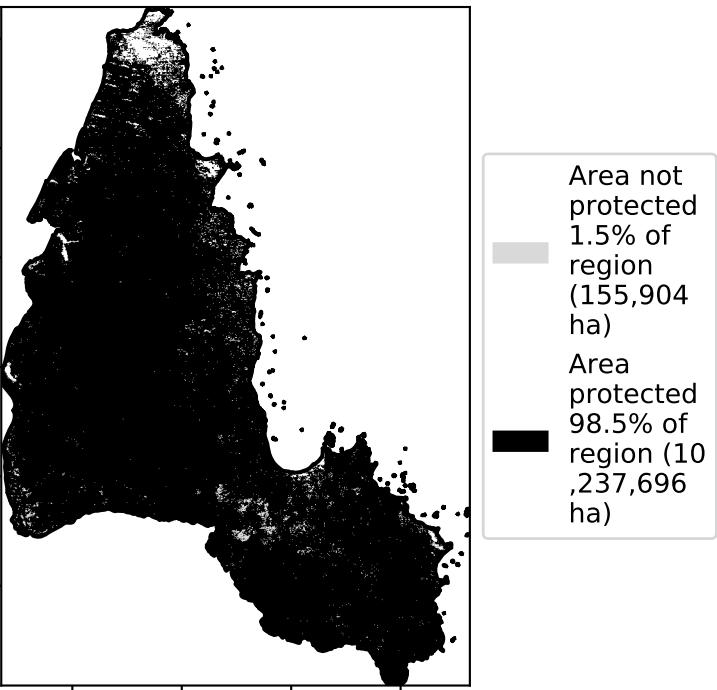 Area not
protected
1.5% of
region
(155,904
ha)
Area
protected
98.5% of
region (10
,237,696
ha)